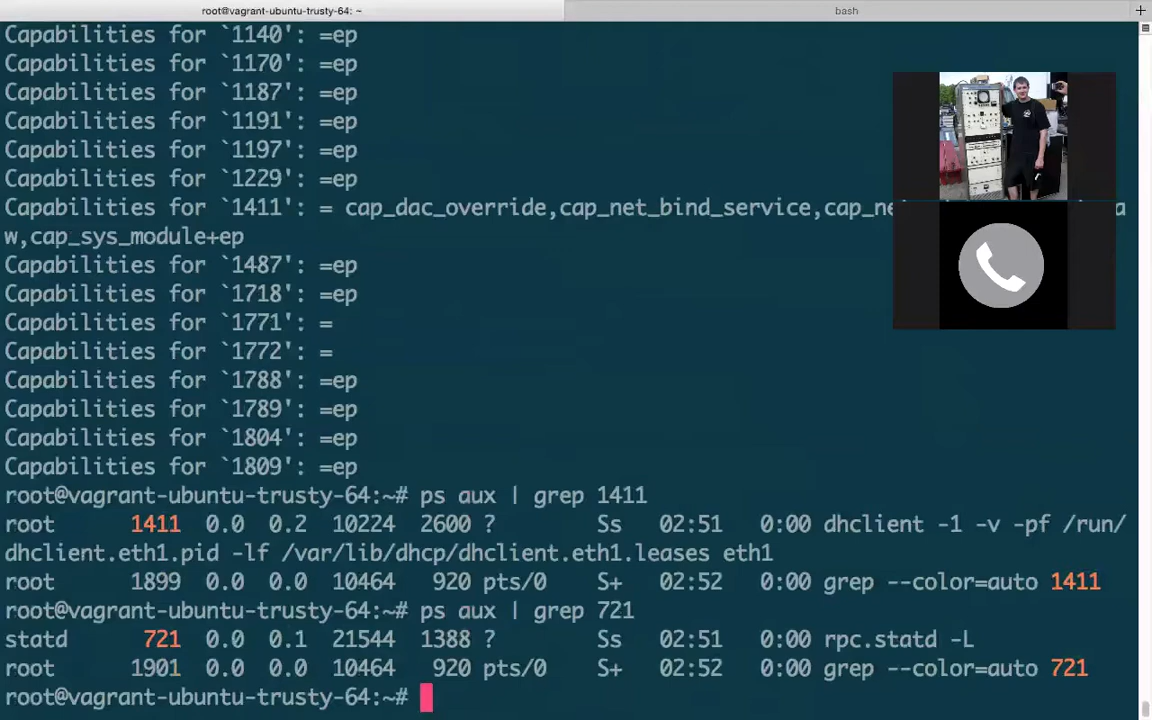 root@vagrant-ubuntu-trusty-64: ~
bash
Capabilities for `1140': =ep
Capabilities for `1170': =ep
Capabilities for `1187': =ep
Capabilities for `1191': =ep
Capabilities for `1197': =ep
Capabilities for `1229': =ep
Capabilities for `1411': = cap_dac_override,cap_net_bind_service,cap_ne a
w,cap_sys_module+ep
Capabilities for `1487': =ep
Capabilities for `1718': =ep
Capabilities for `1771': =
Capabilities for `1772': =
Capabilities for `1788': =ep
Capabilities for `1789': =ep
Capabilities for `1804': =ep
Capabilities for `1809': =ep
root@vagrant-ubuntu-trusty-64:~# ps aux | grep 1411
root 1411 0.0 0.2 10224 2600 ? Ss 02:51 0:00 dhclient -1 -v -pf /run/
dhclient.eth1.pid -lf /var/lib/dhcp/dhclient.eth1.leases eth1
root 1899 0.0 0.0 10464 920 pts/0 S+ 02:52 0:00 grep --color=auto 1411
root@vagrant-ubuntu-trusty-64:~# ps aux | grep 721
statd 721 0.0 0.1 21544 1388 ? Ss 02:51 0:00 rpc.statd -L
root 1901 0.0 0.0 10464 920 pts/0 S+ 02:52 0:00 grep --color=auto 721
root@vagrant-ubuntu-trusty-64:~#